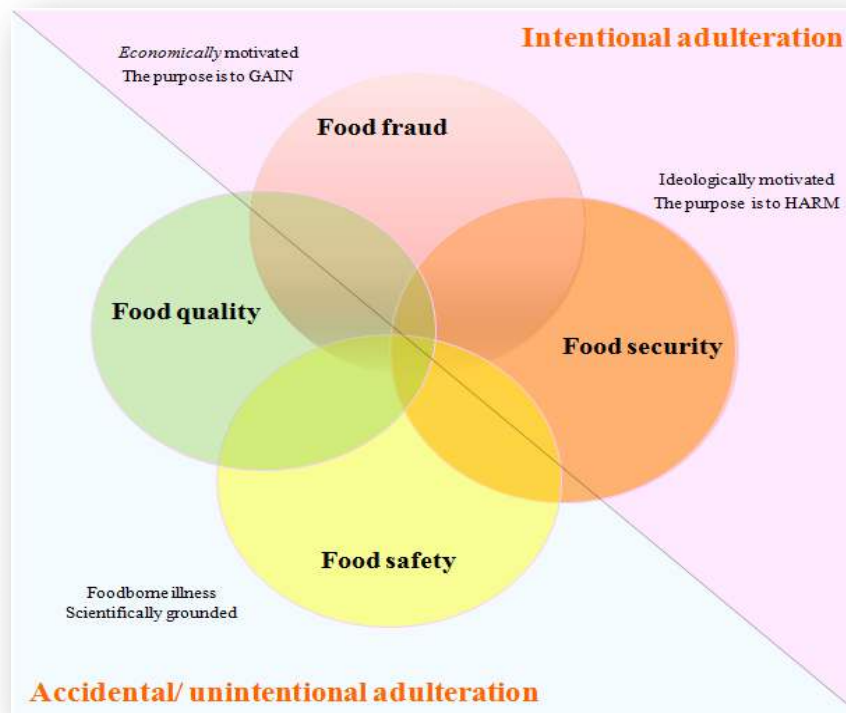 Intentional adulteration
Economically motivated
The purpose is to GAIN
Food fraud
Ideologically motivated
The purpose is to HARM
Food quality
Food security
Food safety
Foodborne illness
Scientifically grounded
Accidental/ unintentional adulteration